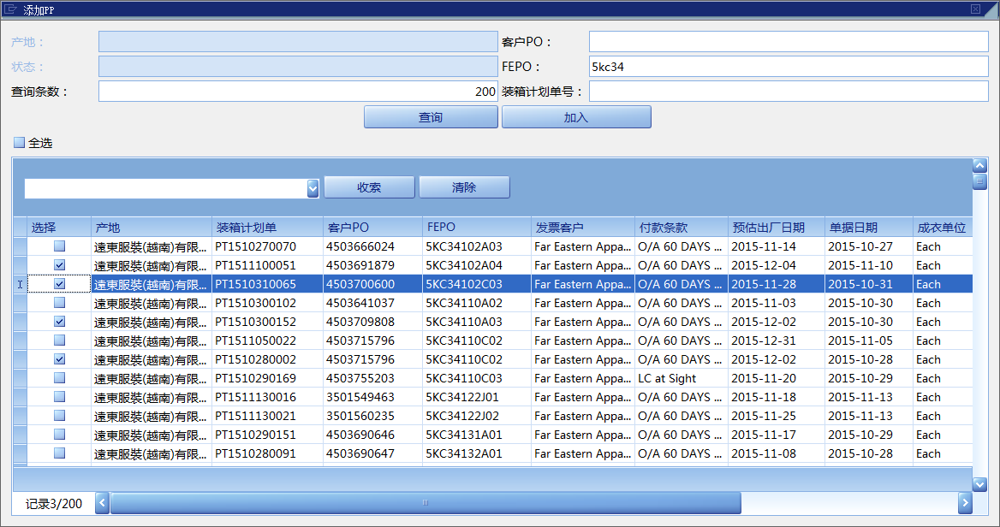 添加PP
产地： 客户PO：
状态： FEPO： 5kc34
查询条数： 200 装箱计划单号：
查询 加入
全选
收索 清除
选择 产地 装箱计划单 客户PO FEPO 发票客户 付款条款 预估出厂日期 单据日期 成衣单位
遠東服裝(越南)有限... PT1510270070 4503666024 5KC34102A03 Far Eastern Appa... O/A 60 DAYS ... 2015-11-14 2015-10-27 Each
遠東服裝(越南)有限... PT1511100051 4503691879 5KC34102A04 Far Eastern Appa... O/A 60 DAYS ... 2015-12-04 2015-11-10 Each
遠東服裝(越南)有限... PT1510310065 4503700600 5KC34102C03 Far Eastern Appa... O/A 60 DAYS ... 2015-11-28 2015-10-31 Each
遠東服裝(越南)有限... PT1510300102 4503641037 5KC34110A02 Far Eastern Appa... O/A 60 DAYS ... 2015-11-03 2015-10-30 Each
遠東服裝(越南)有限... PT1510300152 4503709808 5KC34110A03 Far Eastern Appa... O/A 60 DAYS ... 2015-12-02 2015-10-30 Each
遠東服裝(越南)有限... PT1511050022 4503715796 5KC34110C02 Far Eastern Appa... O/A 60 DAYS ... 2015-12-31 2015-11-05 Each
遠東服裝(越南)有限... PT1510280002 4503715796 5KC34110C02 Far Eastern Appa... O/A 60 DAYS ... 2015-12-02 2015-10-28 Each
遠東服裝(越南)有限... PT1510290169 4503755203 5KC34110C03 Far Eastern Appa... LC at Sight 2015-11-20 2015-10-29 Each
遠東服裝(越南)有限... PT1511130016 3501549463 5KC34122J01 Far Eastern Appa... O/A 60 DAYS ... 2015-11-18 2015-11-13 Each
遠東服裝(越南)有限... PT1511130021 3501560235 5KC34122J02 Far Eastern Appa... O/A 60 DAYS ... 2015-11-25 2015-11-13 Each
遠東服裝(越南)有限... PT1510290151 4503690646 5KC34131A01 Far Eastern Appa... O/A 60 DAYS ... 2015-11-17 2015-10-29 Each
遠東服裝(越南)有限... PT1510280091 4503690647 5KC34132A01 Far Eastern Appa... O/A 60 DAYS ... 2015-11-08 2015-10-28 Each
记录3/200